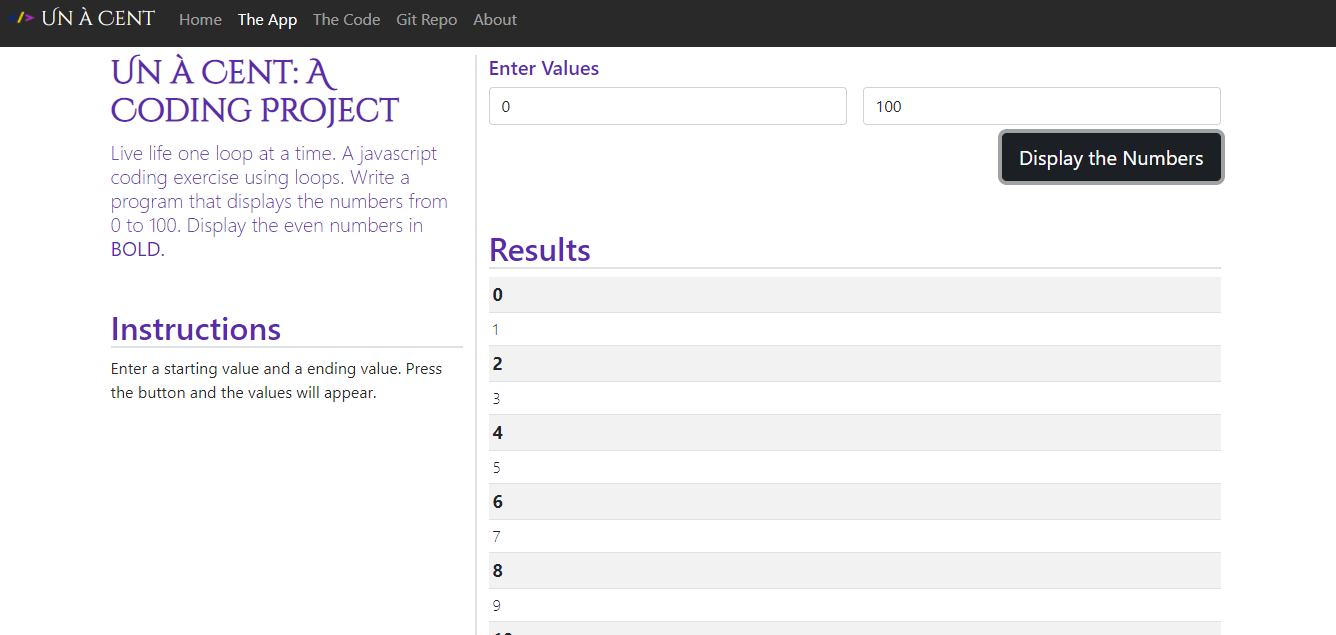 UN À CENT Home The App The Code Git Repo About
UN À CENT: A
CODING PROJECT
Live life one loop at a time. A javascript
coding exercise using loops. Write a
program that displays the numbers from
0 to 100. Display the even numbers in
BOLD.
Instructions
Enter a starting value and a ending value. Press
the button and the values will appear.
Enter Values
0 100
Display the Numbers
Results
0
1
2
3
4
5
6
7
8
9